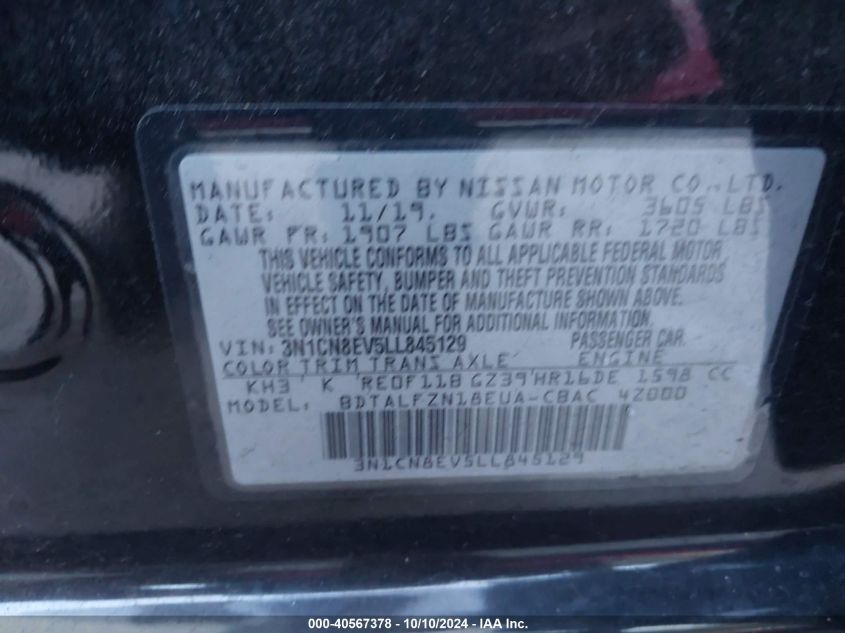 MANUFACTURED BY NISSAN MOTOR CO.,LTD.
DATE: 11/19. GVWR: 3605 LBS
GAWR FR: 1907 LBS GAWR RR: 1720 LBS
THIS VEHICLE CONFORMS TO ALL APPLICABLE FEDERAL MOTOR
VEHICLE SAFETY, BUMPER AND THEFT PREVENTION STANDARDS
IN EFFECT ON THE DATE OF MANUFACTURE SHOWN ABOVE.
SEE OWNER'S MANUAL FOR ADDITIONAL INFORMATION.
VIN: 3N1CN8EV5LL845129 PASSENGER CAR
COLOR TRIM TRANS AXLE ENGINE
KH3 K RE0F11B GZ39 HR16DE 1598 CC
MODEL: BDTALFZN18EUA-CBAC 42000
3N1CN8EV5LL845129
000-40567378 - 10/10/2024 - IAA Inc.